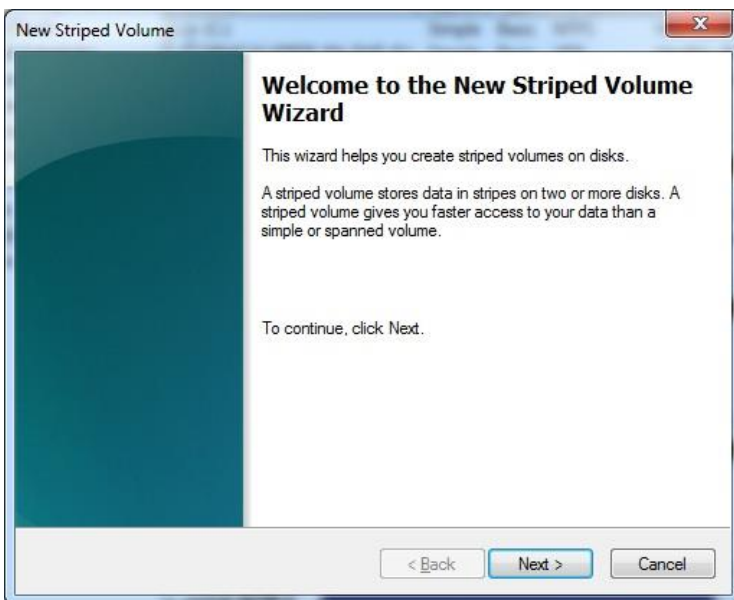 New Striped Volume
Welcome to the New Striped Volume
Wizard
This wizard helps you create striped volumes on disks.
A striped volume stores data in stripes on two or more disks. A
striped volume gives you faster access to your data than a
simple or spanned volume.
To continue, click Next.
< Back
Next >
Cancel